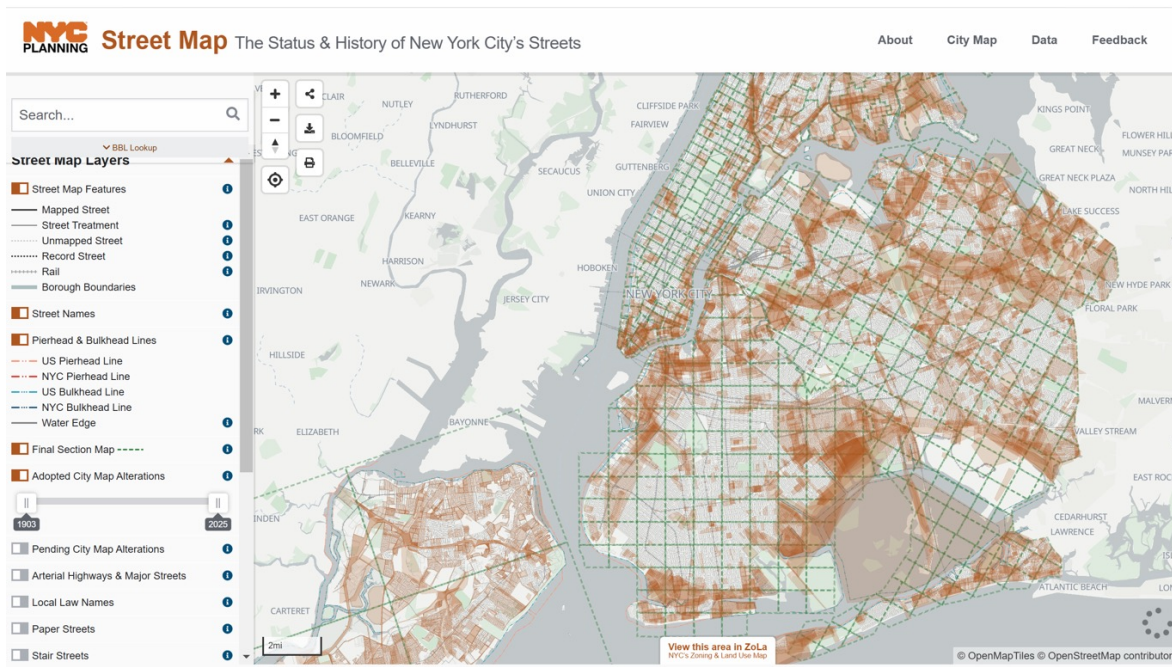 NYC
PLANNING
Street Map The Status & History of New York City's Streets
About City Map Data Feedback
Search...
BBL Lookup
Street Map Layers
Street Map Features
Mapped Street
Street Treatment
Unmapped Street
Record Street
Rail
Borough Boundaries
Street Names
Pierhead & Bulkhead Lines
US Pierhead Line
NYC Pierhead Line
US Bulkhead Line
NYC Bulkhead Line
Water Edge
Final Section Map
Adopted City Map Alterations
1903 2025
Pending City Map Alterations
Arterial Highways & Major Streets
Local Law Names
Paper Streets
Stair Streets
CLAIR
NUTLEY
RUTHERFORD
LYNDHURST
BLOOMFIELD
BELLEVILLE
SECAUCUS
CLIFFSIDE PARK
FAIRVIEW
GUTTENBERG
UNION CITY
EAST ORANGE
KEARNY
HARRISON
HOBOKEN
IRVINGTON
NEWARK
JERSEY CITY
NEW YORK CITY
HILLSIDE
BAYONNE
ELIZABETH
CARTERET
KINGS POINT
FLOWER HIL
GREAT NECK
MUNSEY PAR
GREAT NECK PLAZA
NORTH HIL
LAKE SUCCESS
NEW HYDE PARK
FLORAL PARK
MALVER
VALLEY STREAM
EAST ROC
CEDARHURST
LAWRENCE
ATLANTIC BEACH
2mi
View this area in ZoLa
NYC's Zoning & Land Use Map
© OpenMapTiles © OpenStreetMap contributor